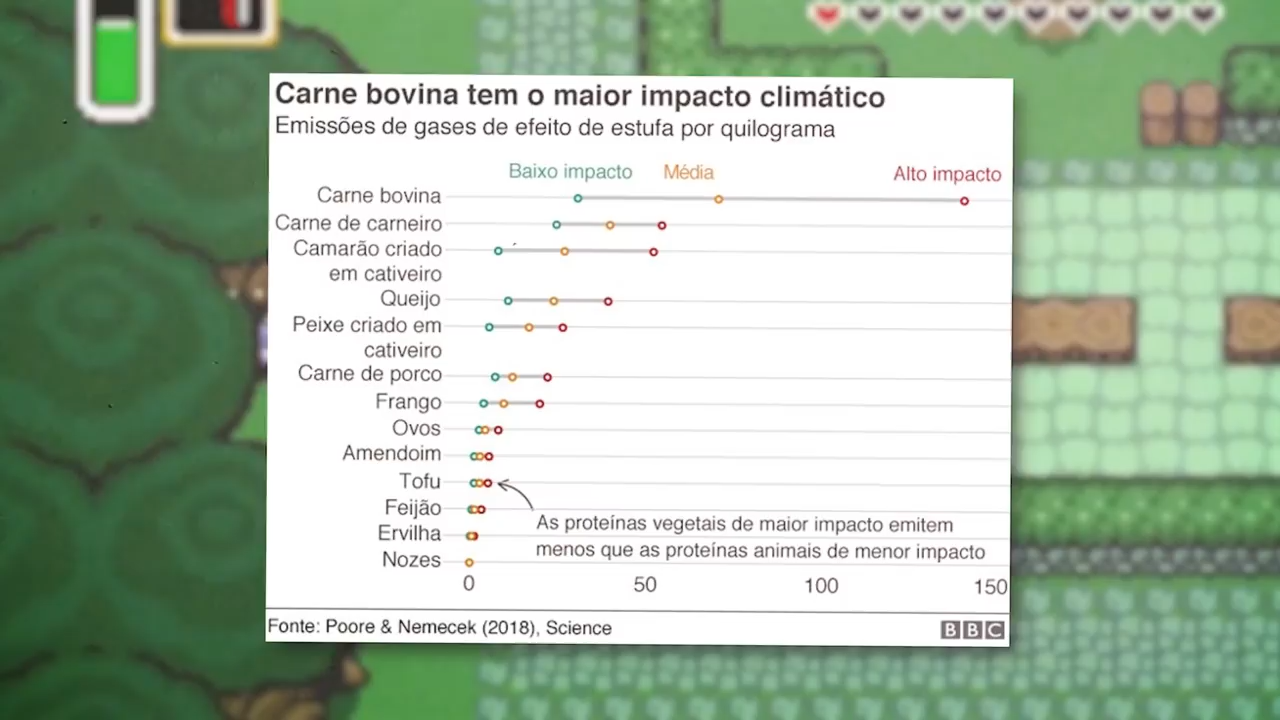 Carne bovina tem o maior impacto climático
Emissões de gases de efeito de estufa por quilograma
Baixo impacto Média Alto impacto
Carne bovina
Carne de carneiro
Camarão criado
em cativeiro
Queijo
Peixe criado em
cativeiro
Carne de porco
Frango
Ovos
Amendoim
Tofu
Feijão
As proteínas vegetais de maior impacto emitem
Ervilha
menos que as proteínas animais de menor impacto
Nozes
0 50 100 150
Fonte: Poore & Nemecek (2018), Science
BBC